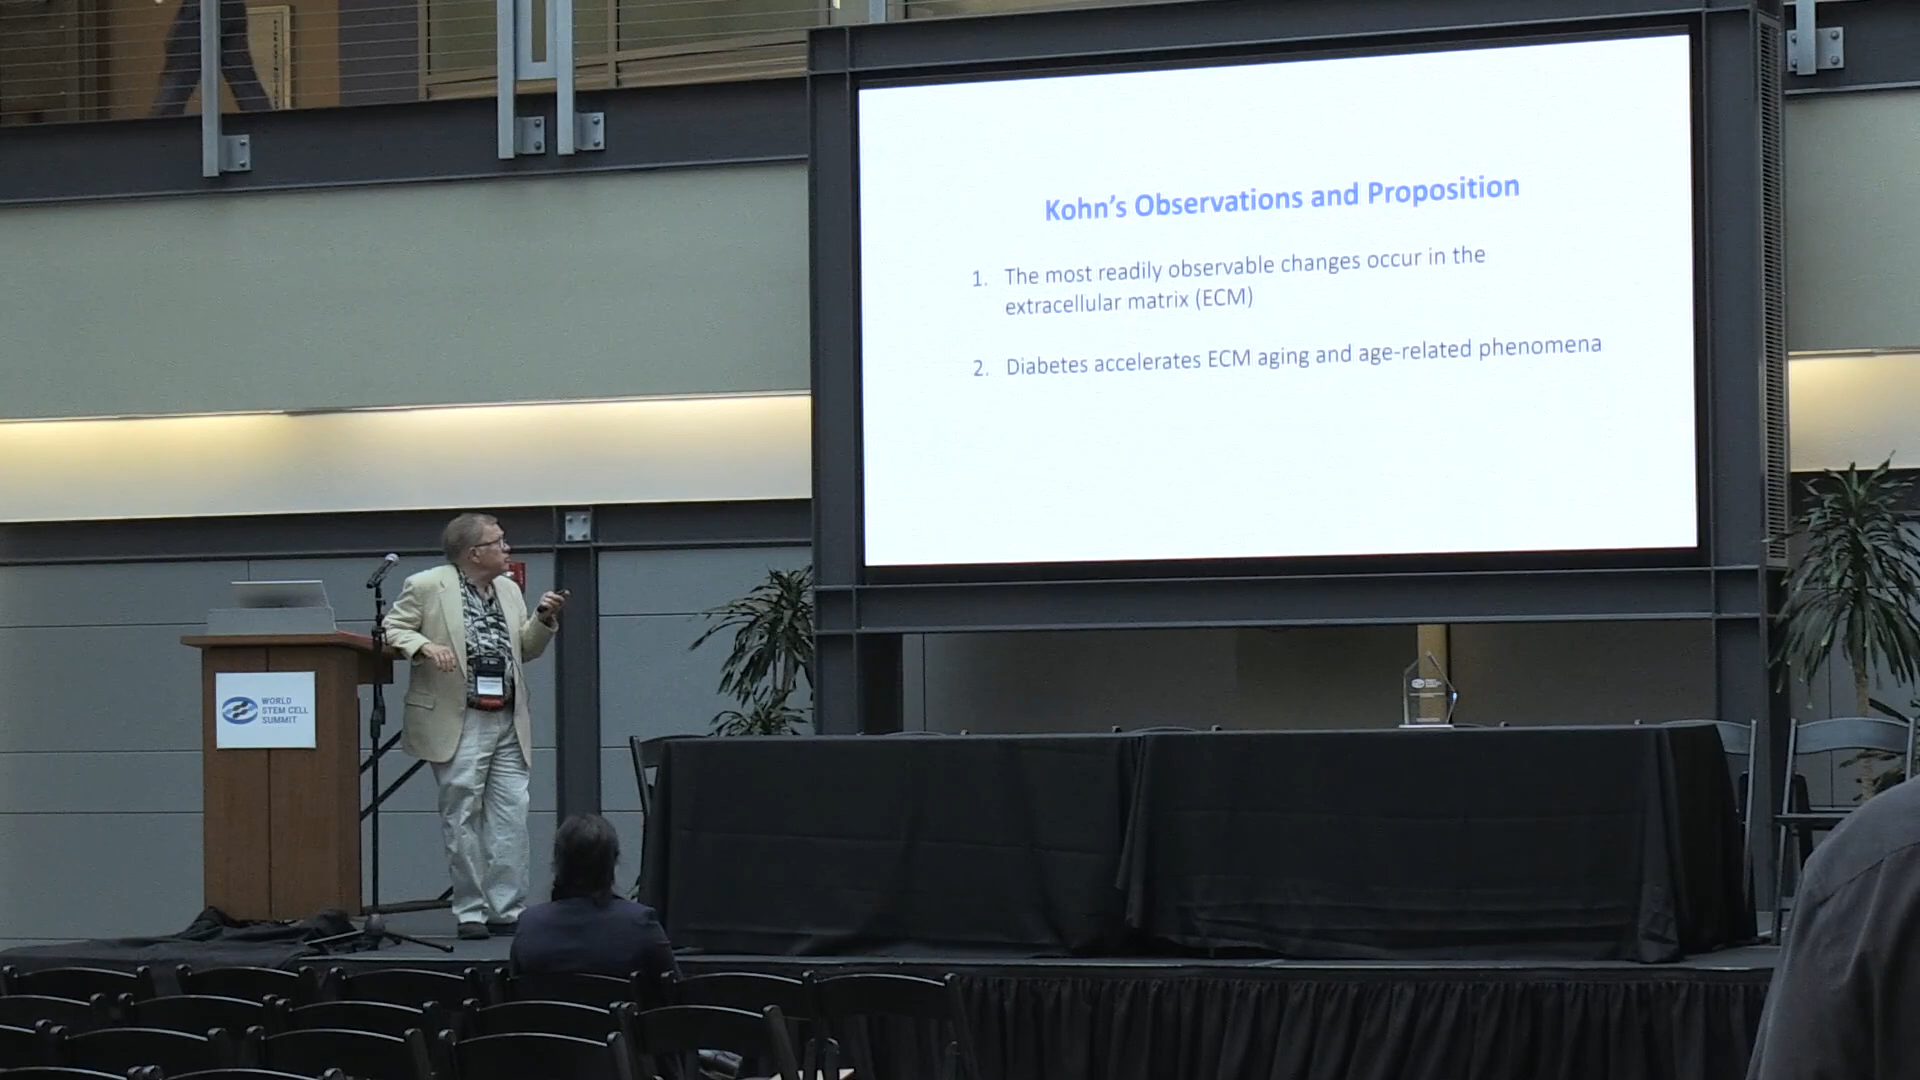 Kohn's Observations and Proposition
1. The most readily observable changes occur in the
extracellular matrix (ECM)
2. Diabetes accelerates ECM aging and age-related phenomena
WORLD
STEM CELL
SUMMIT